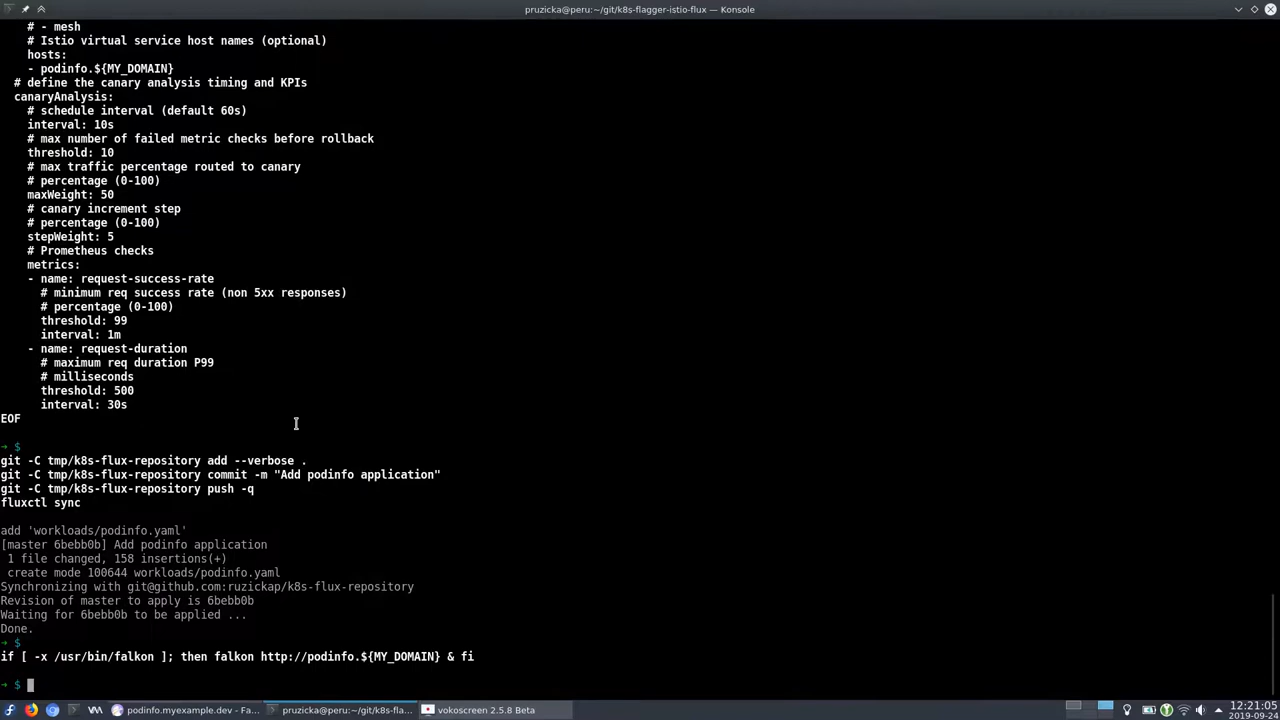 pruzicka@peru:~/git/k8s-flagger-istio-flux — Konsole
# - mesh
# Istio virtual service host names (optional)
hosts:
- podinfo.${MY_DOMAIN}
# define the canary analysis timing and KPIs
canaryAnalysis:
# schedule interval (default 60s)
interval: 10s
# max number of failed metric checks before rollback
threshold: 10
# max traffic percentage routed to canary
# percentage (0-100)
maxWeight: 50
# canary increment step
# percentage (0-100)
stepWeight: 5
# Prometheus checks
metrics:
- name: request-success-rate
# minimum req success rate (non 5xx responses)
# percentage (0-100)
threshold: 99
interval: 1m
- name: request-duration
# maximum req duration P99
# milliseconds
threshold: 500
interval: 30s
EOF
➜ $
git -C tmp/k8s-flux-repository add --verbose .
git -C tmp/k8s-flux-repository commit -m "Add podinfo application"
git -C tmp/k8s-flux-repository push -q
fluxctl sync
add 'workloads/podinfo.yaml'
[master 6bebb0b] Add podinfo application
1 file changed, 158 insertions(+)
create mode 100644 workloads/podinfo.yaml
Synchronizing with git@github.com:ruzickap/k8s-flux-repository
Revision of master to apply is 6bebb0b
Waiting for 6bebb0b to be applied ...
Done.
➜ $
if [ -x /usr/bin/falkon ]; then falkon http://podinfo.${MY_DOMAIN} & fi
➜ $
podinfo.myexample.dev - Fa...
pruzicka@peru:~/git/k8s-fla...
vokoscreen 2.5.8 Beta
12:21:05
2019-09-24